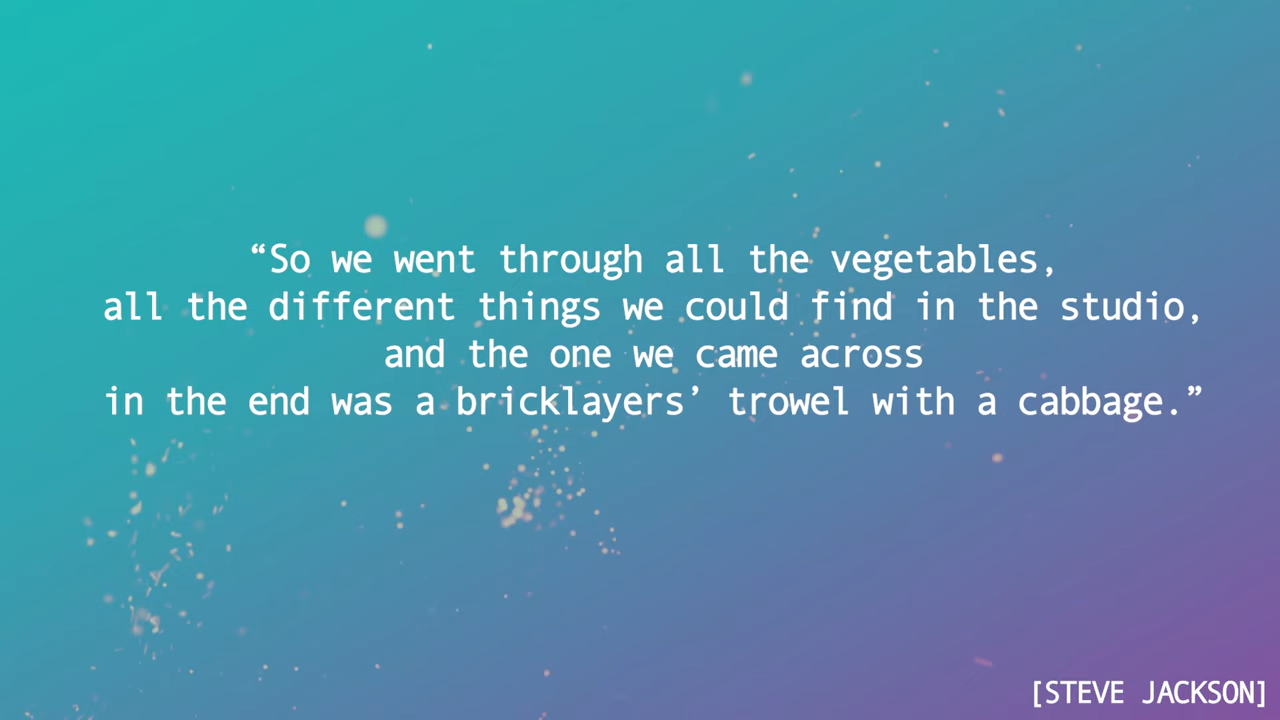 “So we went through all the vegetables,
all the different things we could find in the studio,
and the one we came across
in the end was a bricklayers’ trowel with a cabbage.”
[STEVE JACKSON]